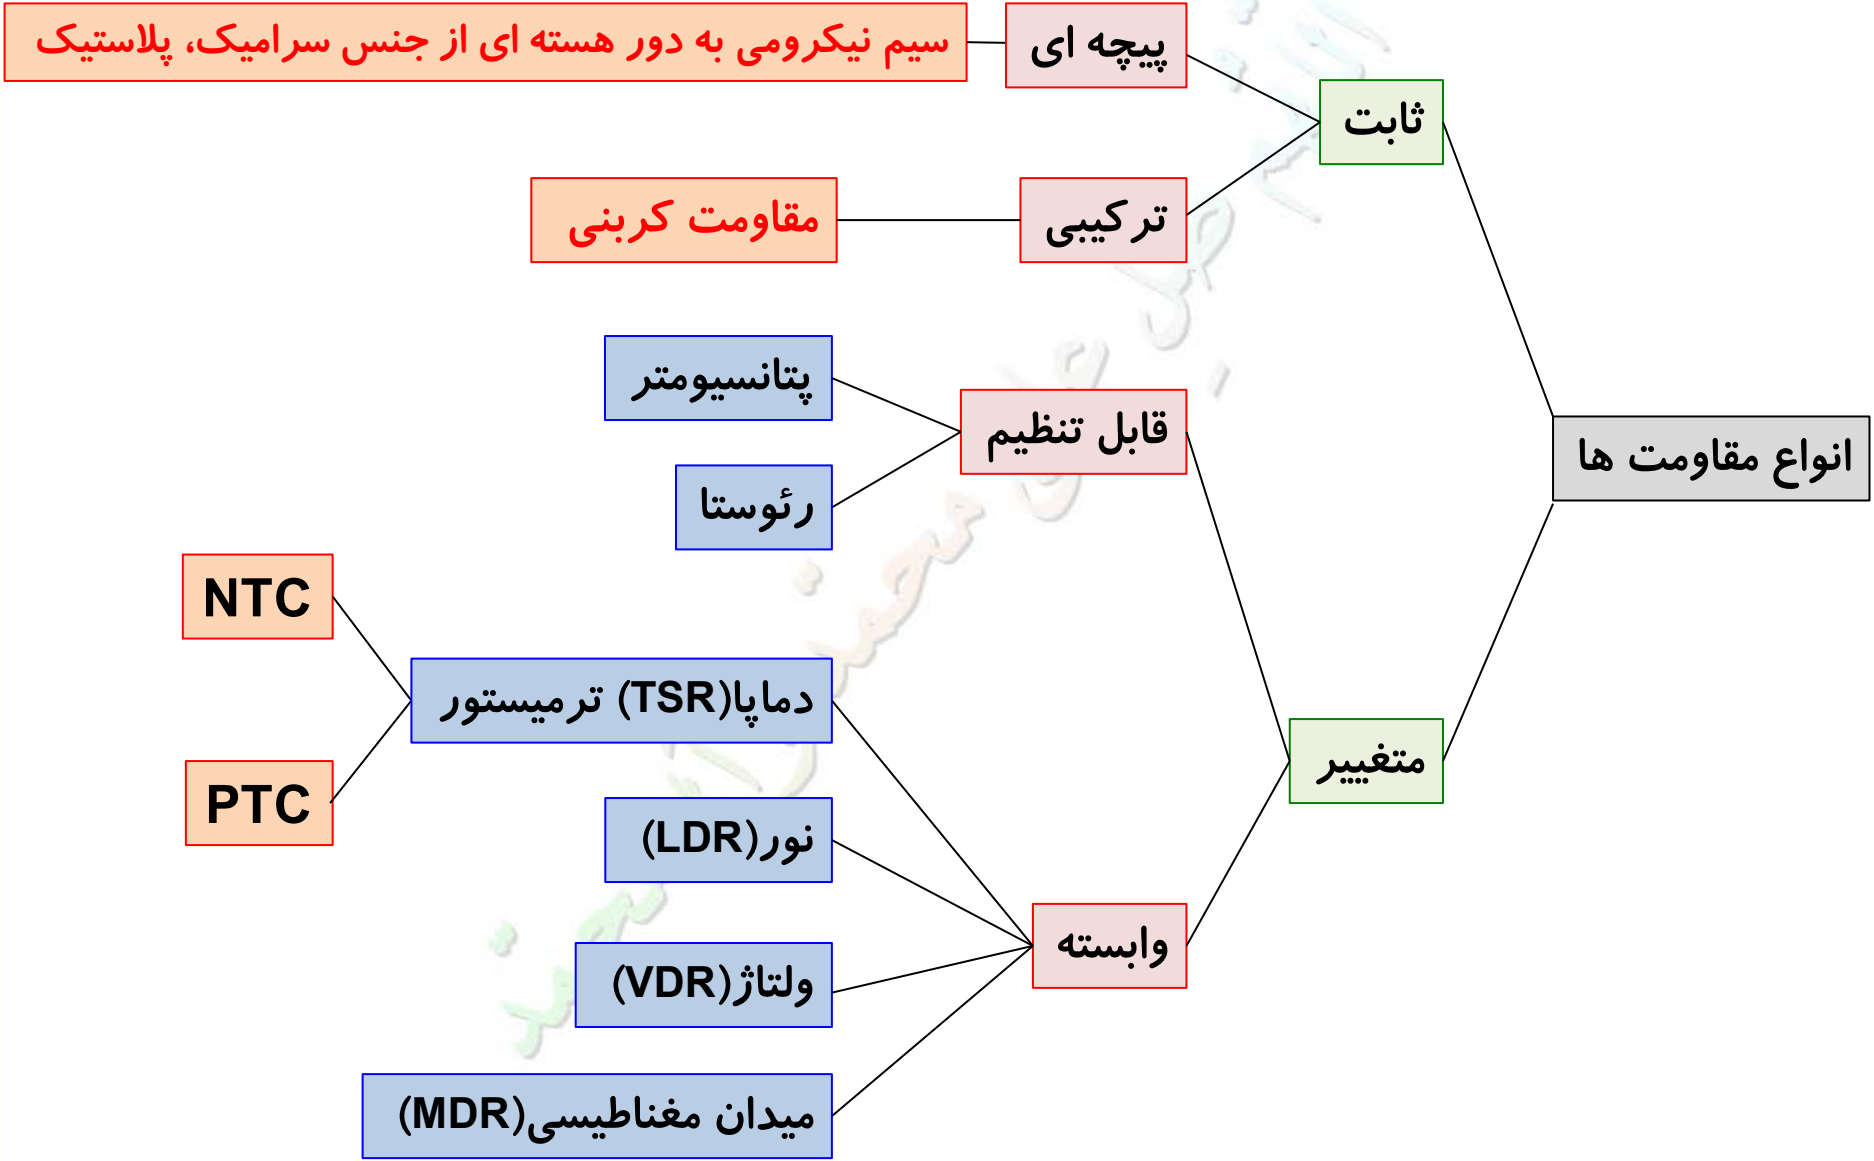 انواع مقاومت ها
ثابت
پیچه ای
سیم نیکرومی به دور هسته ای از جنس سرامیک، پلاستیک
ترکیبی
مقاومت کربنی
متغییر
قابل تنظیم
پتانسیومتر
رئوستا
وابسته
دماپا(TSR) ترمیستور
NTC
PTC
نور(LDR)
ولتاژ(VDR)
میدان مغناطیسی(MDR)